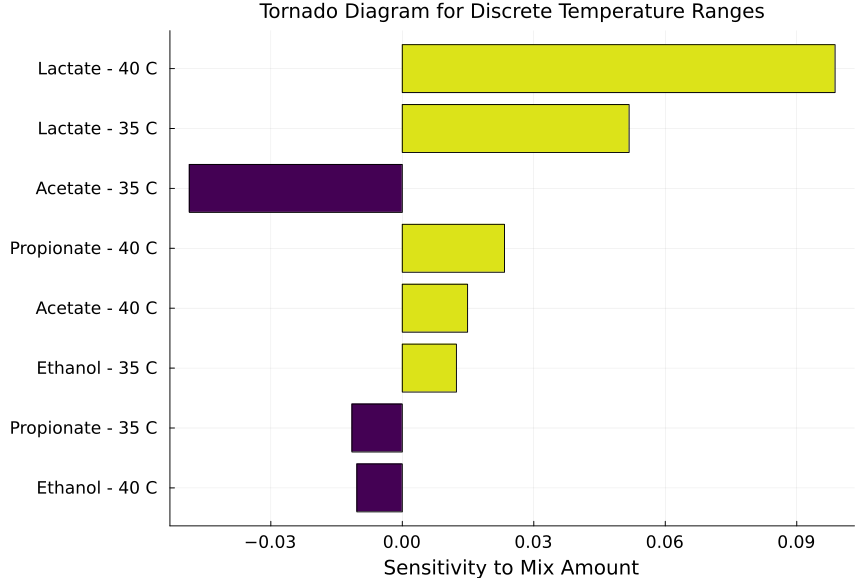 Tornado Diagram for Discrete Temperature Ranges
Lactate - 40 C
Lactate - 35 C
Acetate - 35 C
Propionate - 40 C
Acetate - 40 C
Ethanol - 35 C
Propionate - 35 C
Ethanol - 40 C
−0.03 0.00 0.03 0.06 0.09
Sensitivity to Mix Amount